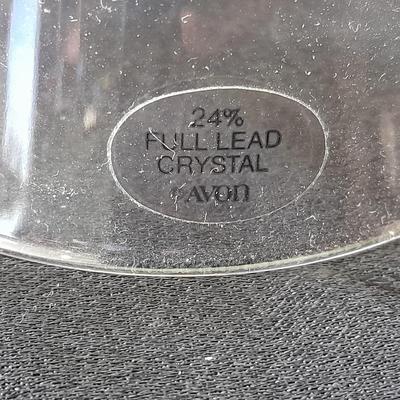 24%
FULL LEAD
CRYSTAL
AVON